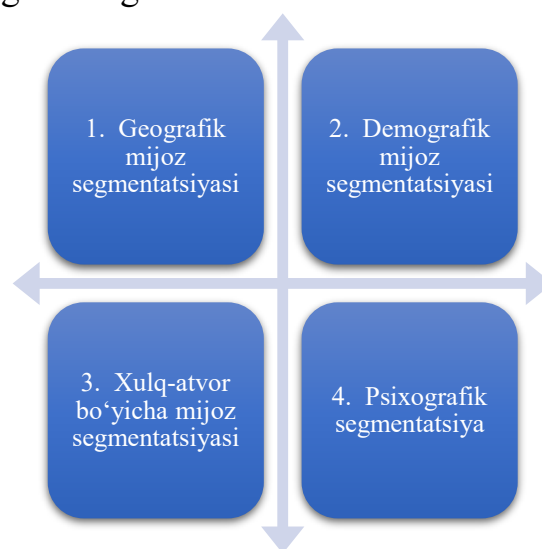 1. Geografik
mijoz
segmentatsiyasi
2. Demografik
mijoz
segmentatsiyasi
3. Xulq-atvor
bo‘yicha mijoz
segmentatsiyasi
4. Psixografik
segmentatsiya